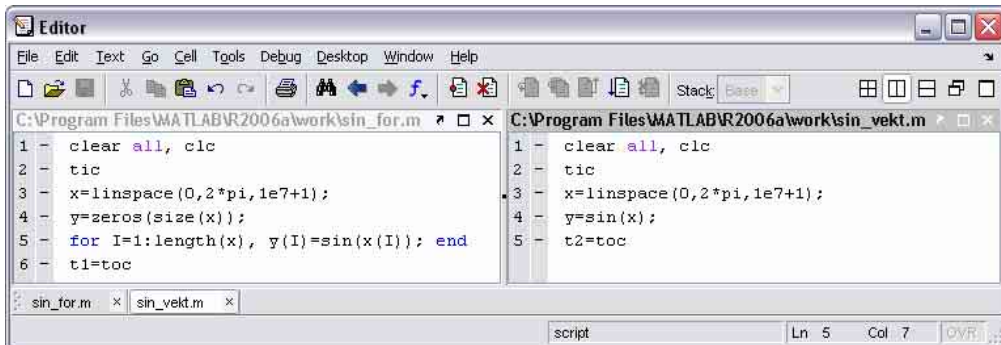 Editor
File Edit Text Go Cell Tools Debug Desktop Window Help
Stack: Base
C:\Program Files\MATLAB\R2006a\work\sin_for.m
1 - clear all, clc
2 - tic
3 - x=linspace(0,2*pi,1e7+1);
4 - y=zeros(size(x));
5 - for I=1:length(x), y(I)=sin(x(I)); end
6 - t1=toc
C:\Program Files\MATLAB\R2006a\work\sin_vekt.m
1 - clear all, clc
2 - tic
3 - x=linspace(0,2*pi,1e7+1);
4 - y=sin(x);
5 - t2=toc
sin_for.m × sin_vekt.m ×
script Ln 5 Col 7 OVR